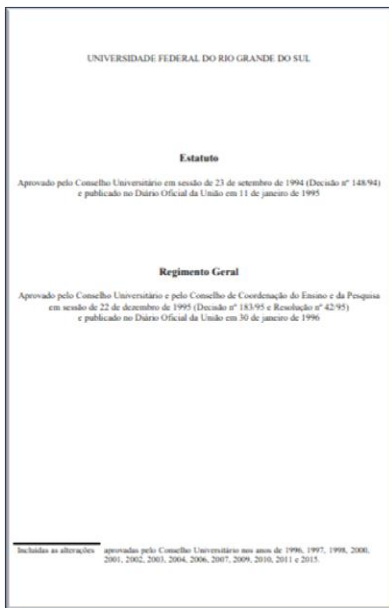 UNIVERSIDADE FEDERAL DO RIO GRANDE DO SUL
Estatuto
Aprovado pelo Conselho Universitário em sessão de 23 de setembro de 1994 (Decisão nº 148/94)
e publicado no Diário Oficial da União em 11 de janeiro de 1995
Regimento Geral
Aprovado pelo Conselho Universitário e pelo Conselho de Coordenação do Ensino e da Pesquisa
em sessão de 22 de dezembro de 1995 (Decisão nº 183/95 e Resolução nº 42/95)
e publicado no Diário Oficial da União em 30 de janeiro de 1996
Incluídas as alterações aprovadas pelo Conselho Universitário nos anos de 1996, 1997, 1998, 2000,
2001, 2002, 2003, 2004, 2006, 2007, 2009, 2010, 2011 e 2015.